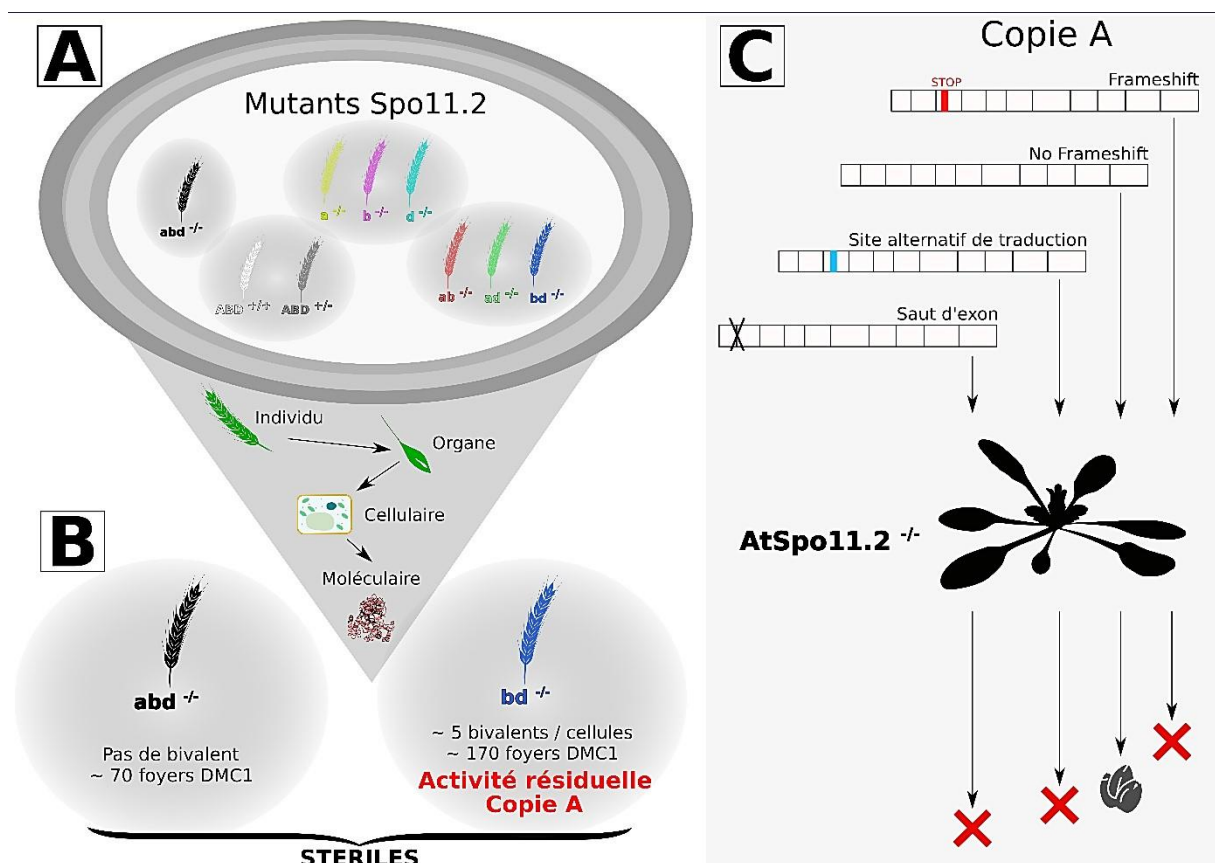 A
Mutants Spo11.2
abd -/-
a -/-
b -/-
d -/-
ABD +/+
ABD +/-
ab -/-
ad -/-
bd -/-
Individu
Organe
Cellulaire
Moléculaire
B
abd -/-
Pas de bivalent
~ 70 foyers DMC1
bd -/-
~ 5 bivalents / cellules
~ 170 foyers DMC1
Activité résiduelle
Copie A
STERILES
C
Copie A
Frameshift
STOP
No Frameshift
Site alternatif de traduction
Saut d'exon
AtSpo11.2 -/-